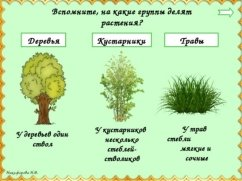 Вспомните, на какие группы делят
растения?
Деревья
Кустарники
Травы
У деревьев один
ствол
У кустарников
несколько
стеблей-
стволиков
У трав
стебли
мягкие и
сочные
Никифорова Н.В.